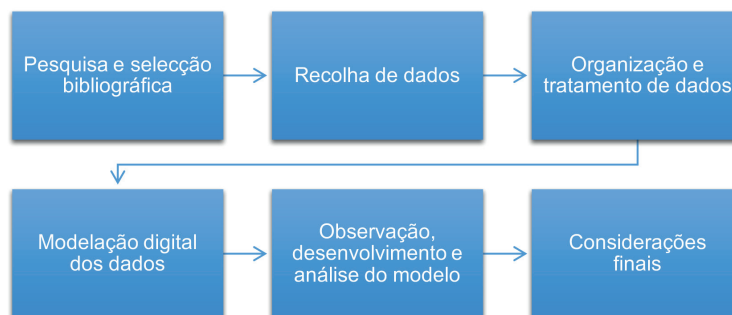 Pesquisa e selecção
bibliográfica
Recolha de dados
Organização e
tratamento de dados
Modelação digital
dos dados
Observação,
desenvolvimento e
análise do modelo
Considerações
finais